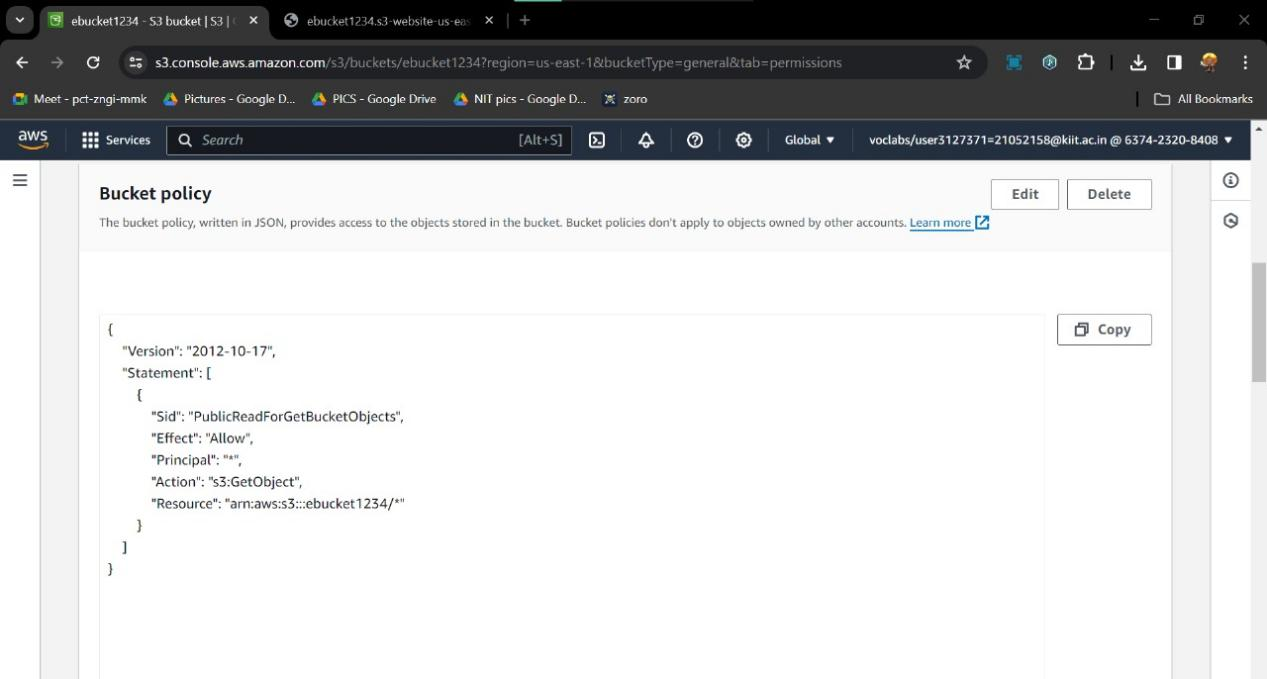 ebucket1234 - S3 bucket | S3 |
ebucket1234.s3-website-us-eas
s3.console.aws.amazon.com/s3/buckets/ebucket1234?region=us-east-1&bucketType=general&tab=permissions
Meet - pct-zngi-mmk
Pictures - Google D...
PICS - Google Drive
NIT pics - Google D...
zoro
All Bookmarks
aws
Services
Search
[Alt+S]
Global
voclabs/user3127371=21052158@kiit.ac.in @ 6374-2320-8408
Bucket policy
Edit
Delete
The bucket policy, written in JSON, provides access to the objects stored in the bucket. Bucket policies don't apply to objects owned by other accounts. Learn more
Copy
{
"Version": "2012-10-17",
"Statement": [
{
"Sid": "PublicReadForGetBucketObjects",
"Effect": "Allow",
"Principal": "*",
"Action": "s3:GetObject",
"Resource": "arn:aws:s3:::ebucket1234/*"
}
]
}